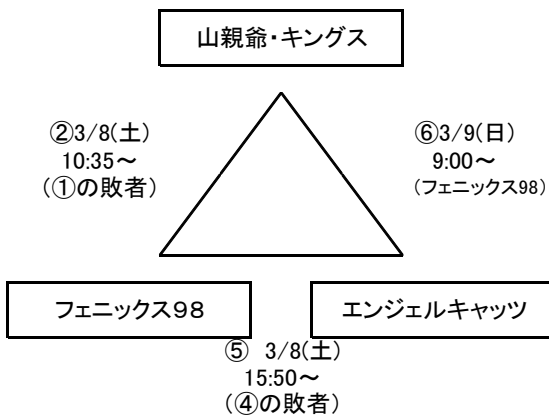 山親爺・キングス
②3/8(土)
10:35～
(①の敗者)
⑥3/9(日)
9:00～
(フェニックス98)
フェニックス９８
エンジェルキャッツ
⑤ 3/8(土)
15:50～
(④の敗者)